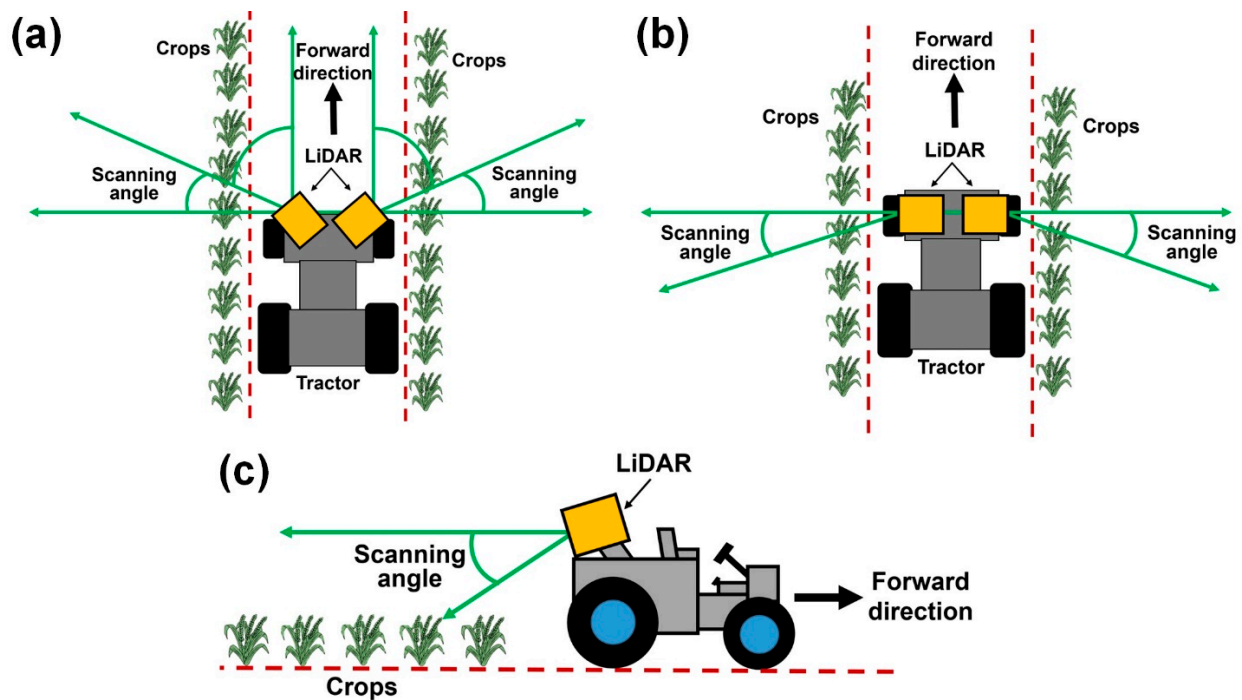 (a)
Crops
Forward
direction
Crops
LiDAR
Scanning
angle
Scanning
angle
Tractor
(b)
Forward
direction
Crops
Crops
LiDAR
Scanning
angle
Scanning
angle
Tractor
(c)
LiDAR
Scanning
angle
Forward
direction
Crops